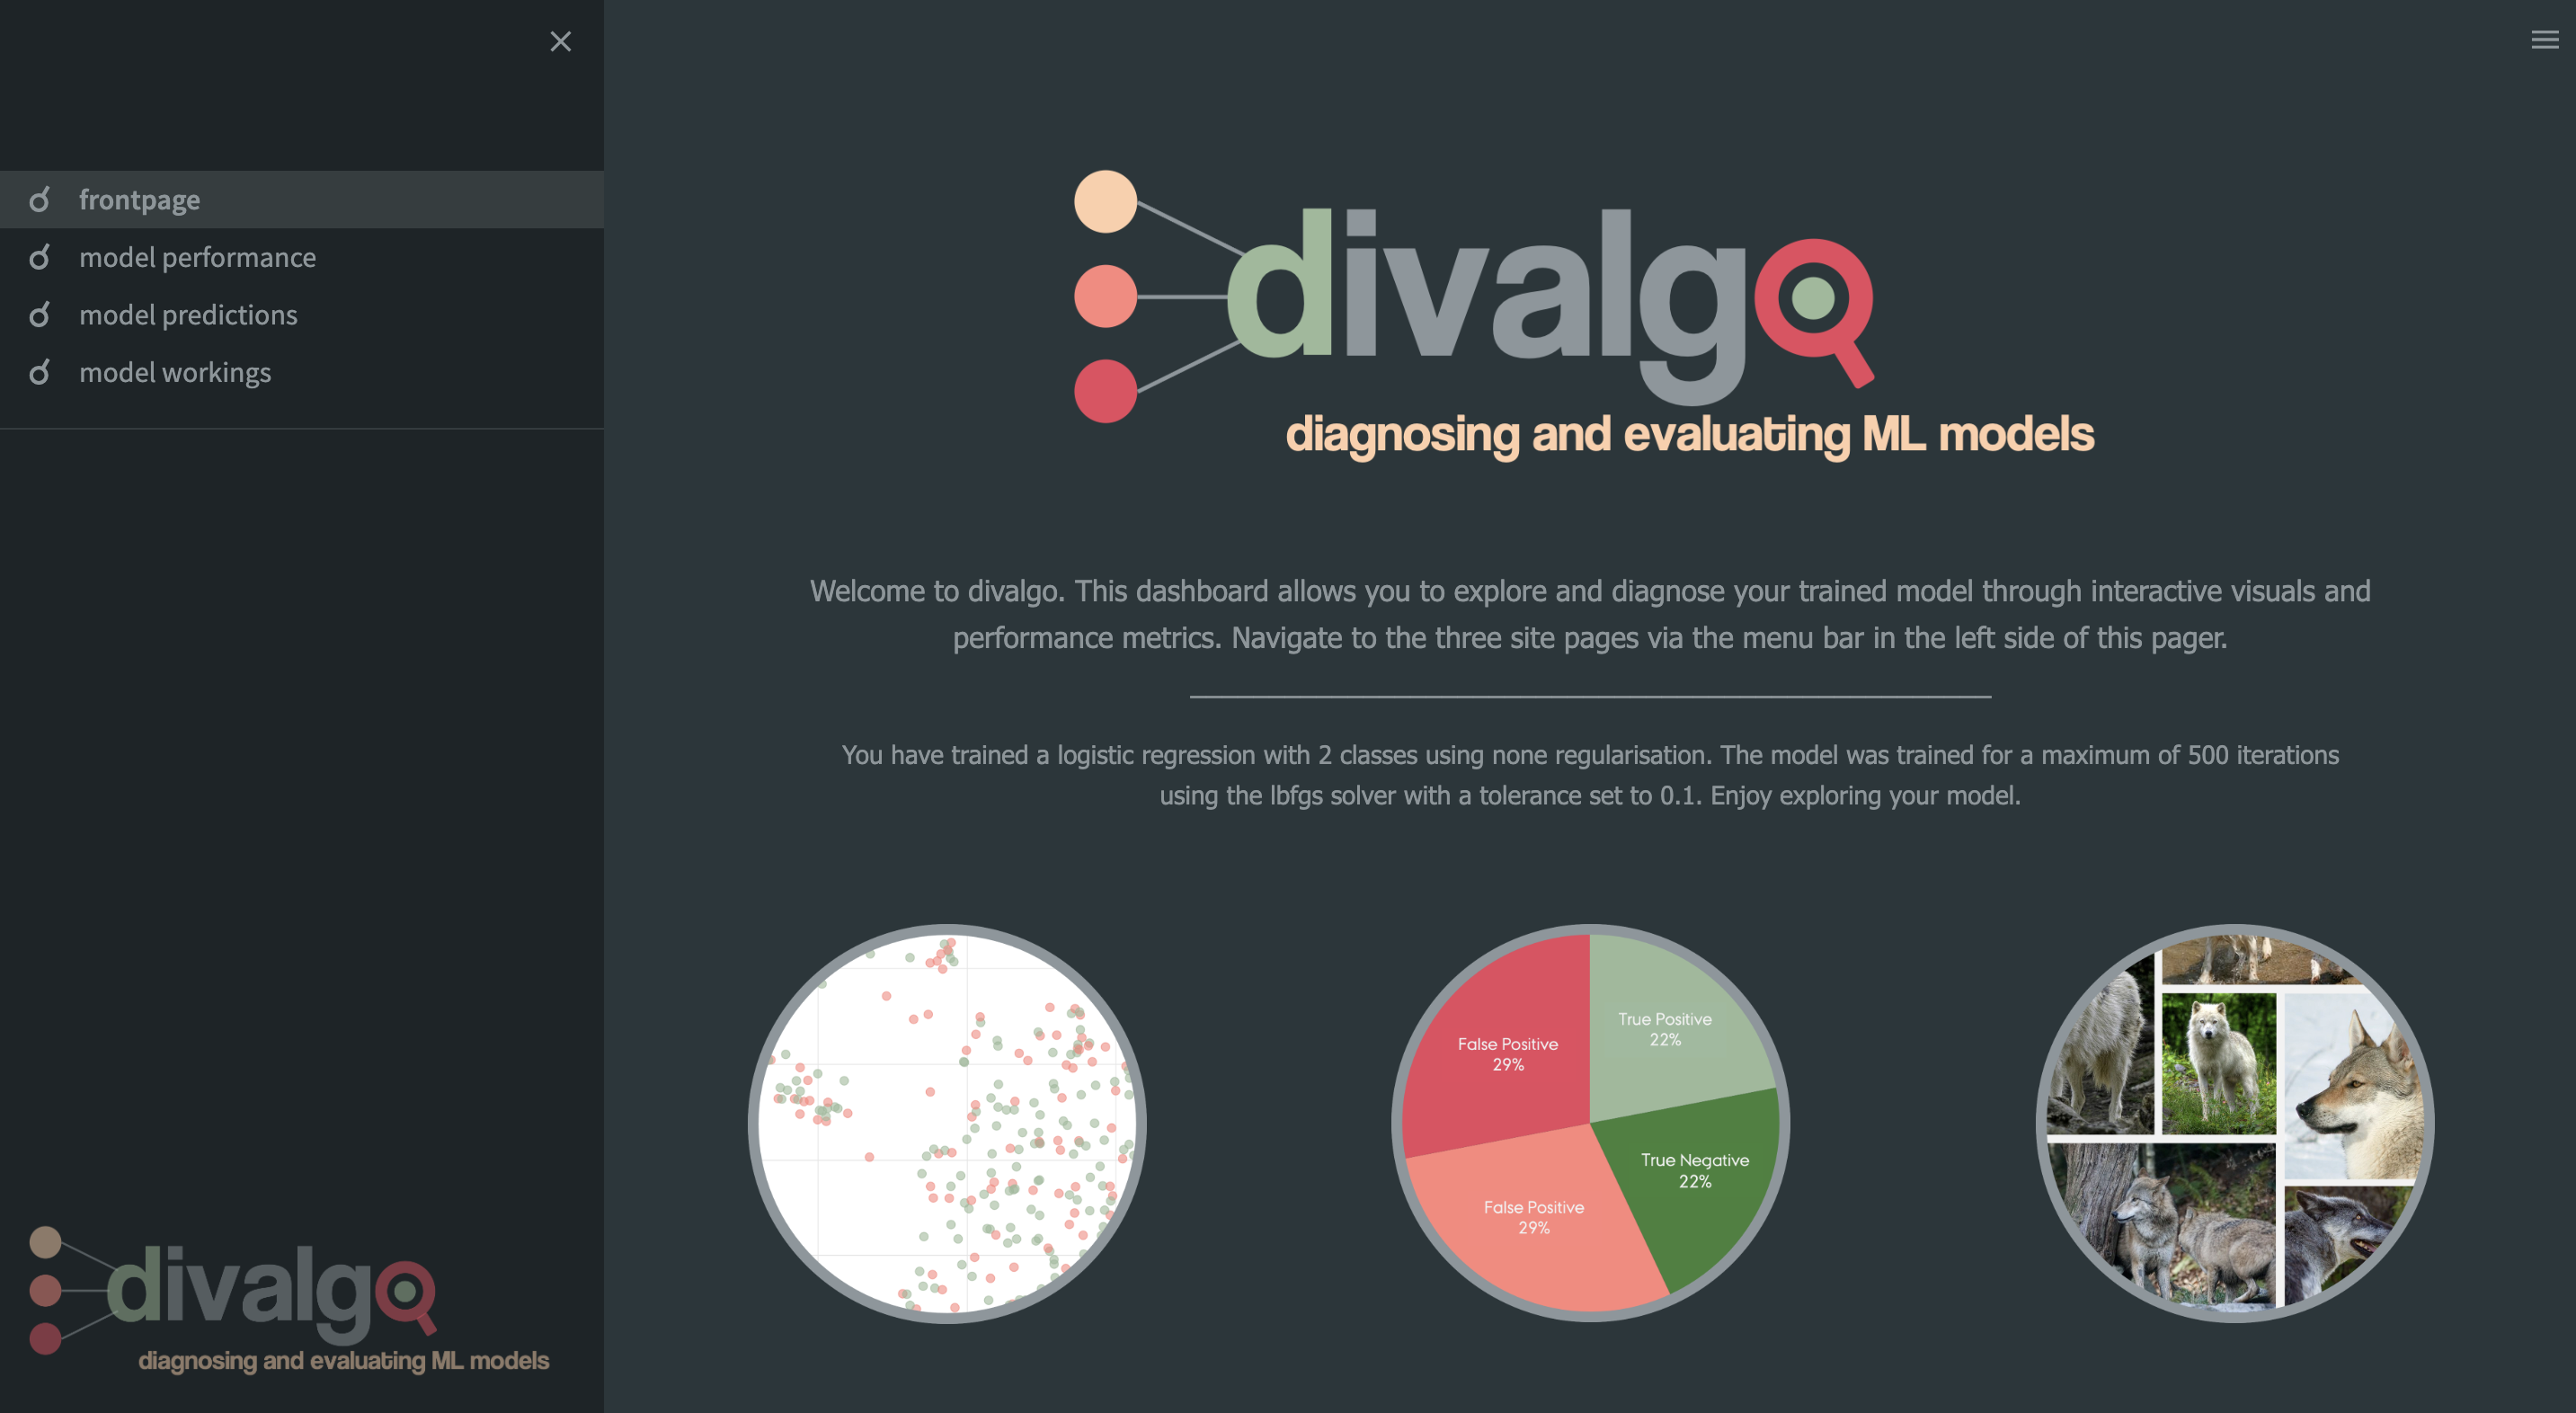 frontpage
model performance
model predictions
model workings
divalgo
diagnosing and evaluating ML models
Welcome to divalgo. This dashboard allows you to explore and diagnose your trained model through interactive visuals and
performance metrics. Navigate to the three site pages via the menu bar in the left side of this pager.
You have trained a logistic regression with 2 classes using none regularisation. The model was trained for a maximum of 500 iterations
using the lbfgs solver with a tolerance set to 0.1. Enjoy exploring your model.
True Positive
22%
False Positive
29%
True Negative
22%
False Positive
29%
divalgo
diagnosing and evaluating ML models